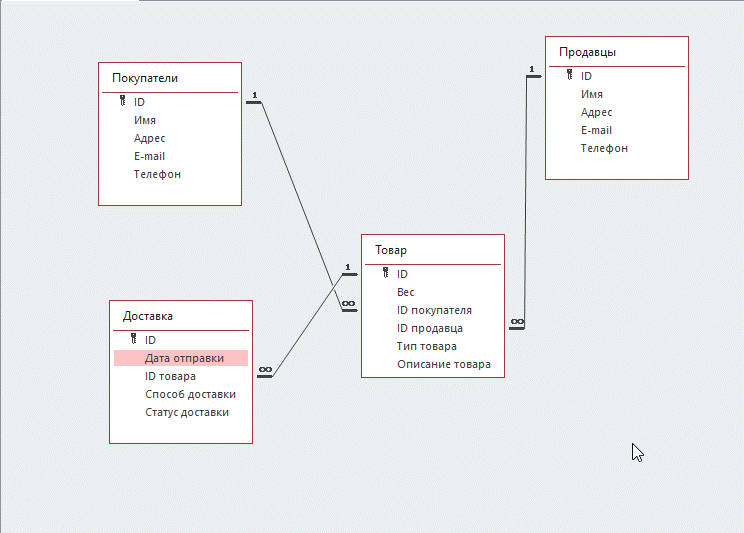 Покупатели
ID
Имя
Адрес
E-mail
Телефон
1
Продавцы
ID
Имя
Адрес
E-mail
Телефон
1
Товар
ID
Вес
ID покупателя
ID продавца
Тип товара
Описание товара
1
∞
∞
Доставка
ID
Дата отправки
ID товара
Способ доставки
Статус доставки
∞